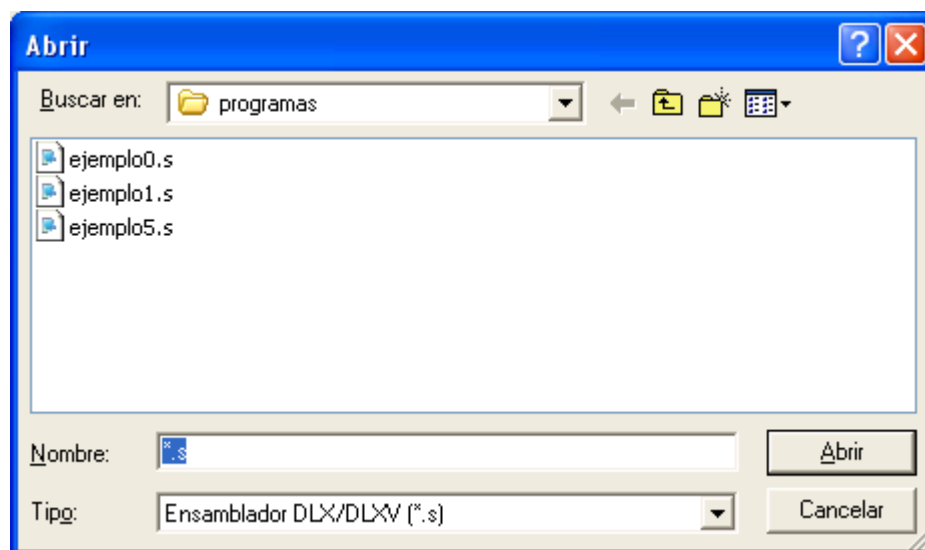 Abrir
Buscar en: programas
ejemplo0.s
ejemplo1.s
ejemplo5.s
Nombre: *.s Abrir
Tipo: Ensamblador DLX/DLXV (*.s) Cancelar